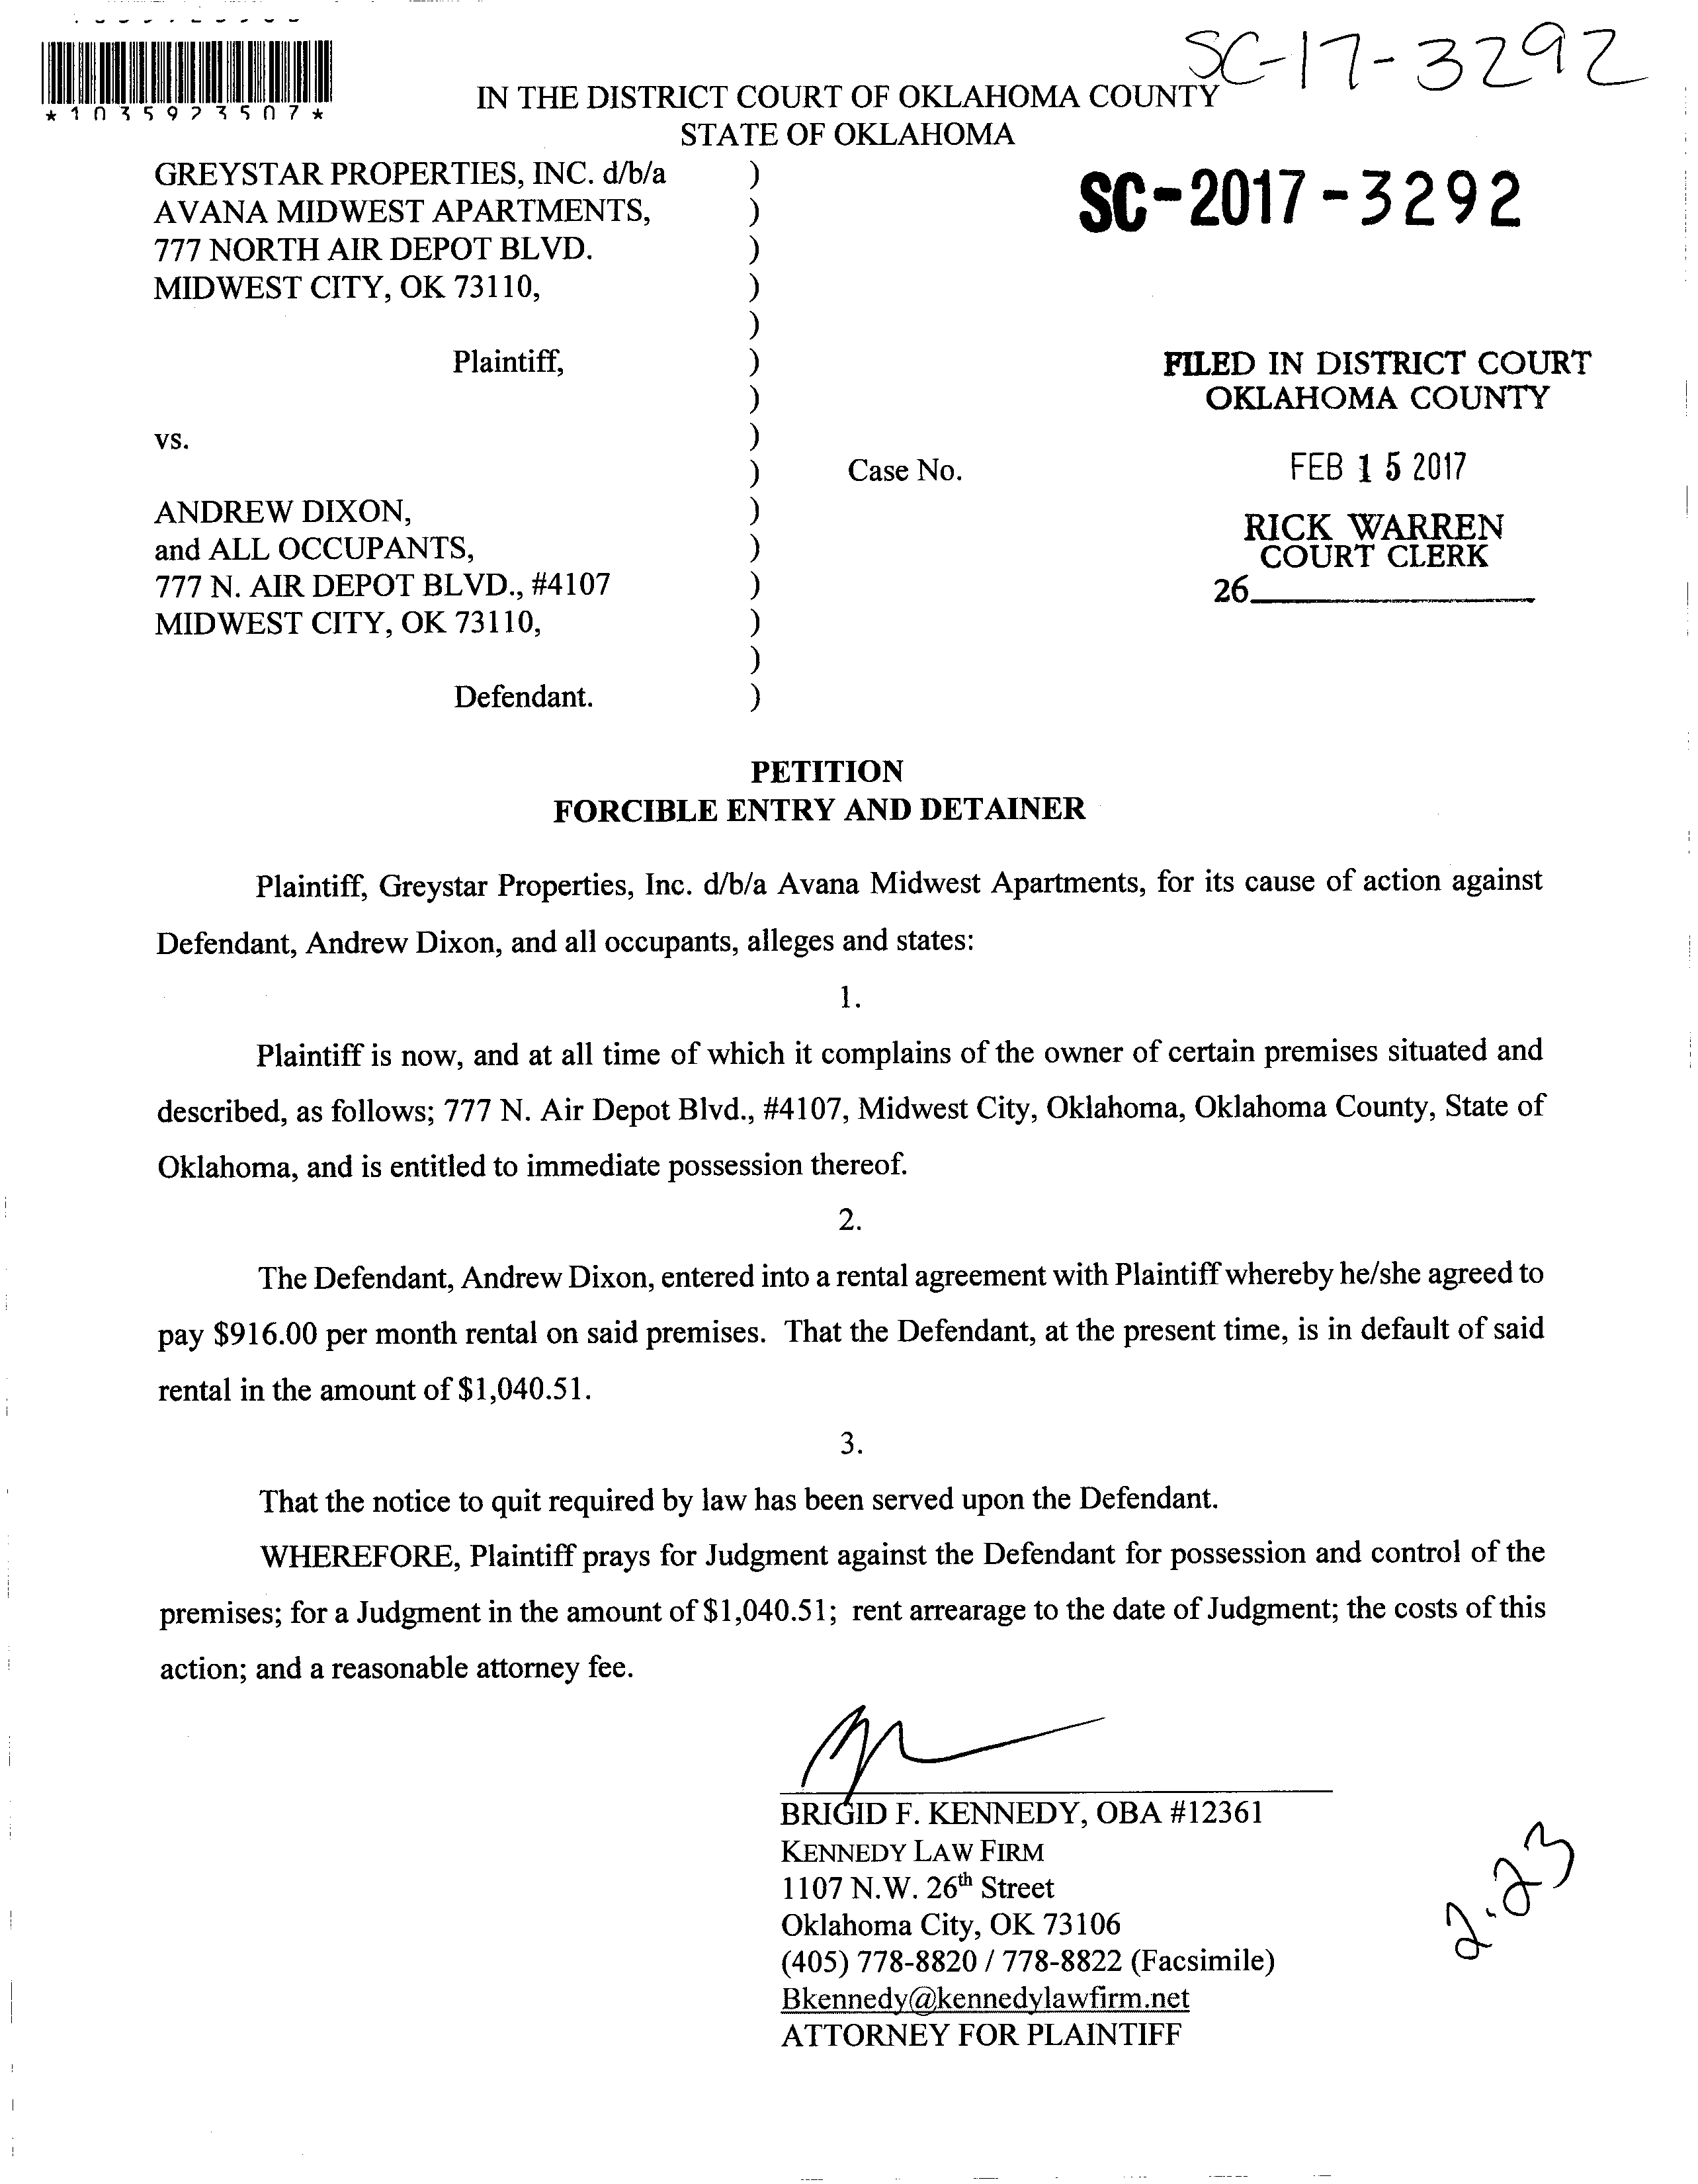 SC-17-3292
*1035923507*
IN THE DISTRICT COURT OF OKLAHOMA COUNTY
STATE OF OKLAHOMA
GREYSTAR PROPERTIES, INC. d/b/a )
AVANA MIDWEST APARTMENTS, )
777 NORTH AIR DEPOT BLVD. )
MIDWEST CITY, OK 73110, )
)
Plaintiff, )
)
vs. )
) Case No.
ANDREW DIXON, )
and ALL OCCUPANTS, )
777 N. AIR DEPOT BLVD., #4107 )
MIDWEST CITY, OK 73110, )
)
Defendant. )
SC-2017-3292
FILED IN DISTRICT COURT
OKLAHOMA COUNTY
FEB 15 2017
RICK WARREN
COURT CLERK
26
PETITION
FORCIBLE ENTRY AND DETAINER
Plaintiff, Greystar Properties, Inc. d/b/a Avana Midwest Apartments, for its cause of action against
Defendant, Andrew Dixon, and all occupants, alleges and states:
1.
Plaintiff is now, and at all time of which it complains of the owner of certain premises situated and
described, as follows; 777 N. Air Depot Blvd., #4107, Midwest City, Oklahoma, Oklahoma County, State of
Oklahoma, and is entitled to immediate possession thereof.
2.
The Defendant, Andrew Dixon, entered into a rental agreement with Plaintiff whereby he/she agreed to
pay $916.00 per month rental on said premises. That the Defendant, at the present time, is in default of said
rental in the amount of $1,040.51.
3.
That the notice to quit required by law has been served upon the Defendant.
WHEREFORE, Plaintiff prays for Judgment against the Defendant for possession and control of the
premises; for a Judgment in the amount of $1,040.51; rent arrearage to the date of Judgment; the costs of this
action; and a reasonable attorney fee.
BRIGID F. KENNEDY, OBA #12361
KENNEDY LAW FIRM
1107 N.W. 26th Street
Oklahoma City, OK 73106
(405) 778-8820 / 778-8822 (Facsimile)
Bkennedy@kennedylawfirm.net
ATTORNEY FOR PLAINTIFF
2.23